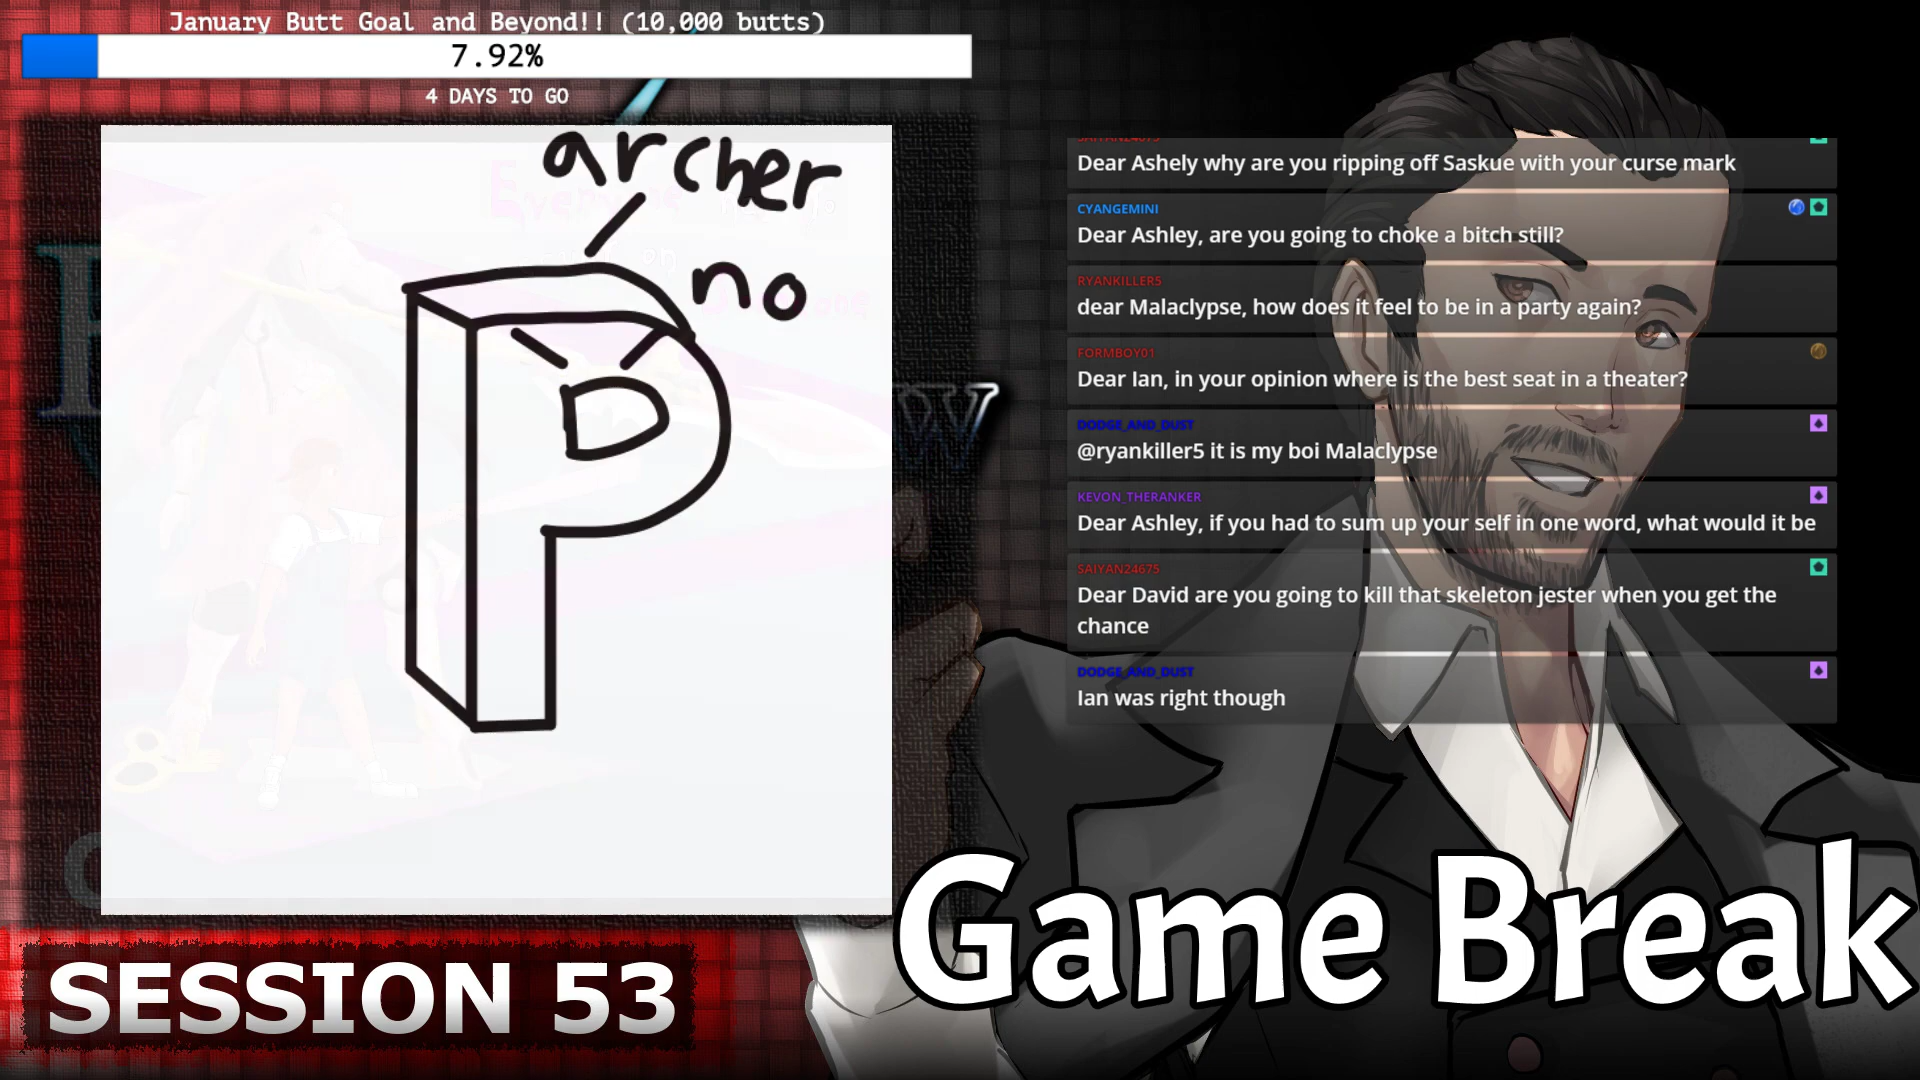 January Butt Goal and Beyond!! (10,000 butts)
7.92%
4 DAYS TO GO
archer
no
SAIYAN24675
Dear Ashely why are you ripping off Saskue with your curse mark
CYANGEMINI
Dear Ashley, are you going to choke a bitch still?
RYANKILLER5
dear Malaclypse, how does it feel to be in a party again?
FORMBOY01
Dear Ian, in your opinion where is the best seat in a theater?
DODGE_AND_DUST
@ryankiller5 it is my boi Malaclypse
KEVON_THERANKER
Dear Ashley, if you had to sum up your self in one word, what would it be
SAIYAN24675
Dear David are you going to kill that skeleton jester when you get the
chance
DODGE_AND_DUST
Ian was right though
Game Break
SESSION 53